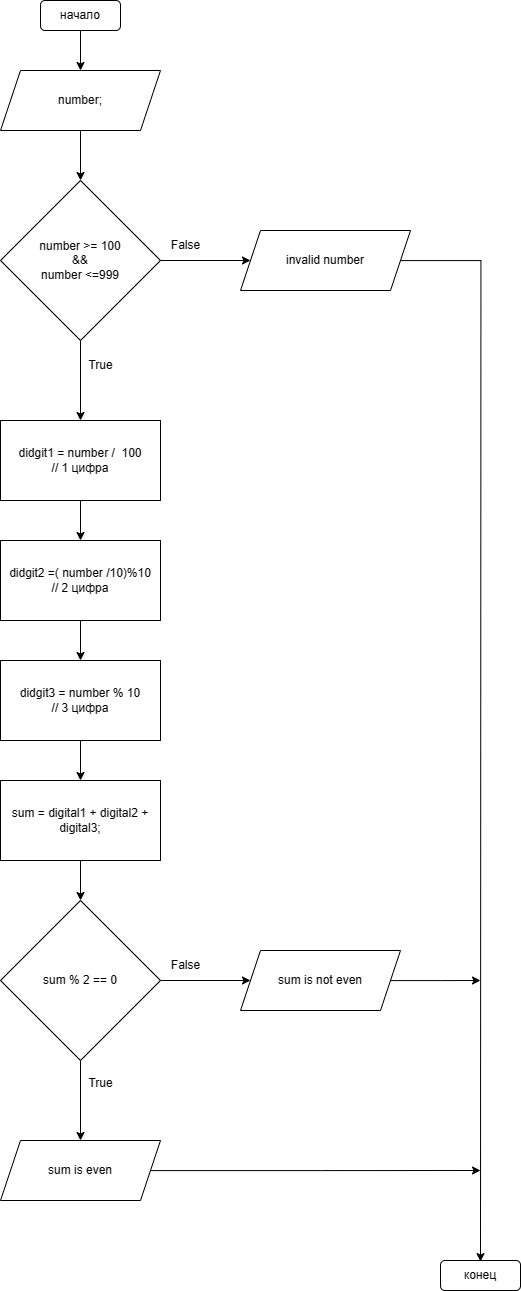 начало
number;
number >= 100
&&
number <=999
False
invalid number
True
didgit1 = number /  100
// 1 цифра
didgit2 =( number /10)%10
// 2 цифра
didgit3 = number % 10
// 3 цифра
sum = digital1 + digital2 +
digital3;
sum % 2 == 0
False
sum is not even
True
sum is even
конец